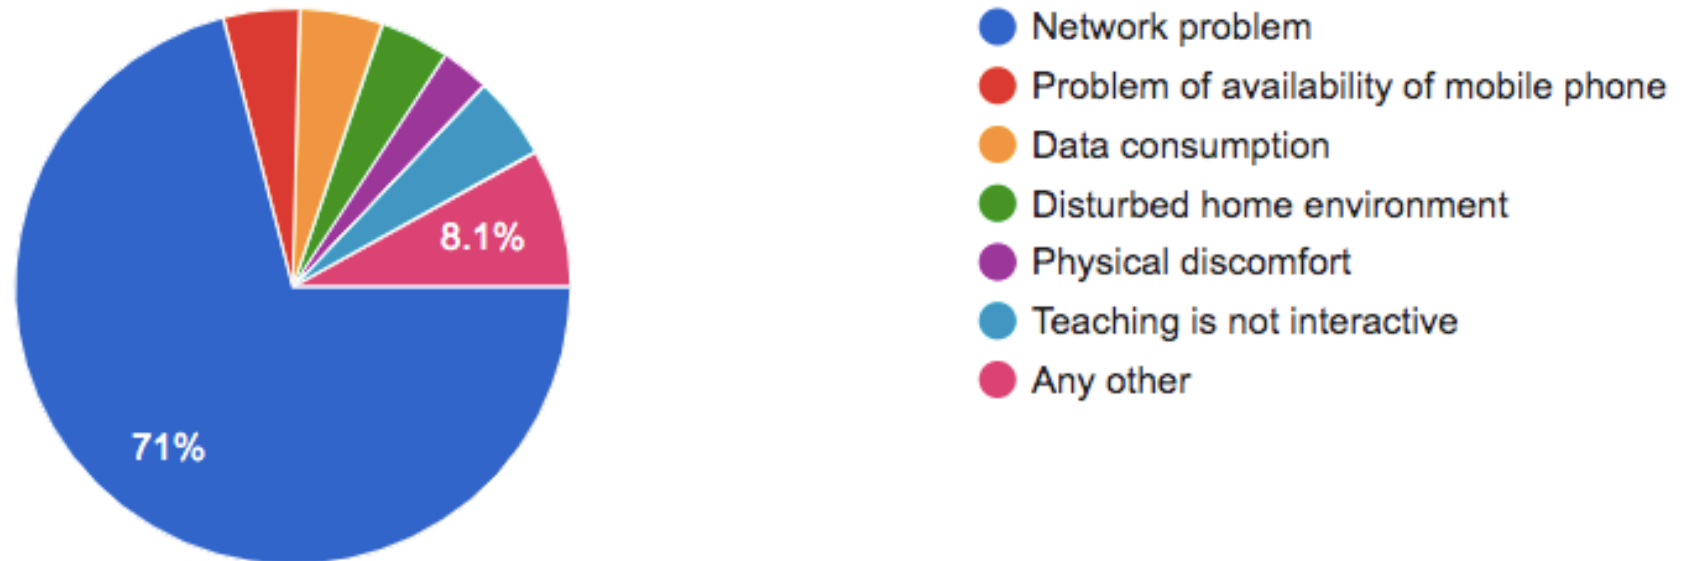 Network problem
Problem of availability of mobile phone
Data consumption
Disturbed home environment
Physical discomfort
Teaching is not interactive
Any other
8.1%
71%